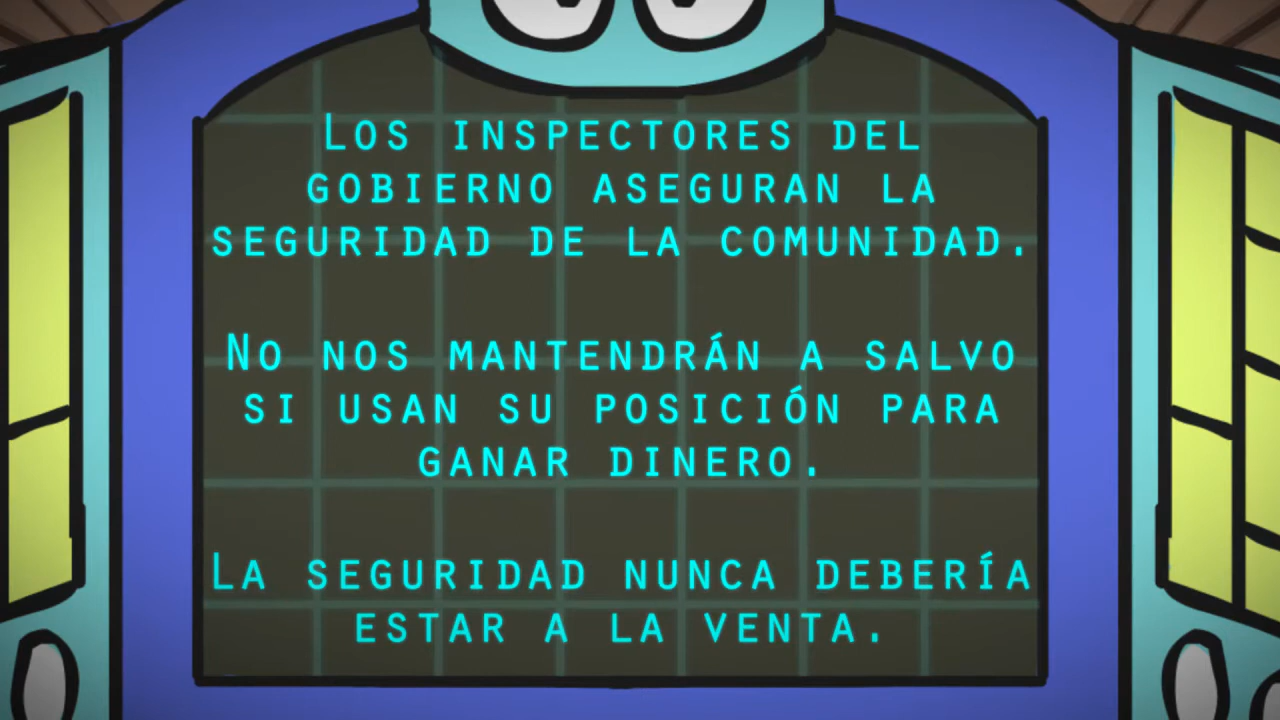 Los inspectores del
gobierno aseguran la
seguridad de la comunidad.
No nos mantendrán a salvo
si usan su posición para
ganar dinero.
La seguridad nunca debería
estar a la venta.